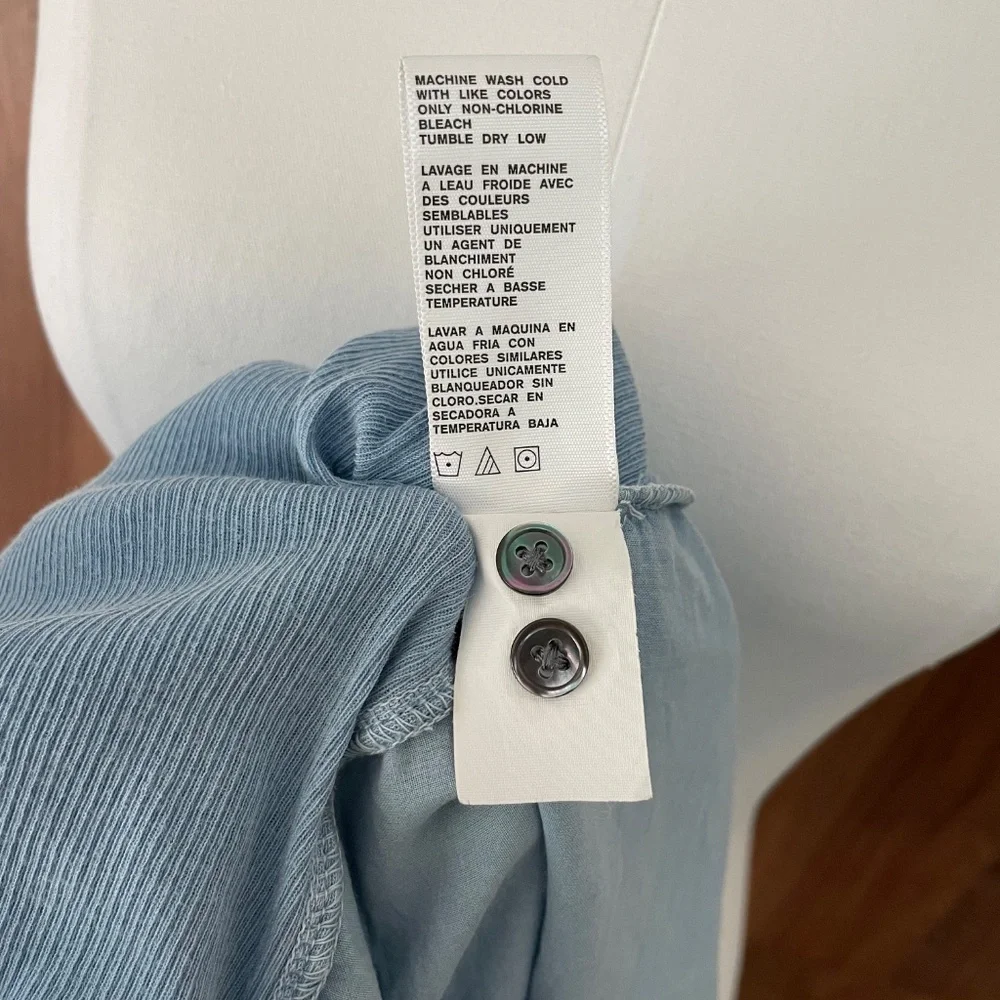 MACHINE WASH COLD
WITH LIKE COLORS
ONLY NON-CHLORINE
BLEACH
TUMBLE DRY LOW
LAVAGE EN MACHINE
A LEAU FROIDE AVEC
DES COULEURS
SEMBLABLES
UTILISER UNIQUEMENT
UN AGENT DE
BLANCHIMENT
NON CHLORÉ
SECHER A BASSE
TEMPERATURE
LAVAR A MAQUINA EN
AGUA FRIA CON
COLORES SIMILARES
UTILICE UNICAMENTE
BLANQUEADOR SIN
CLORO.SECAR EN
SECADORA A
TEMPERATURA BAJA